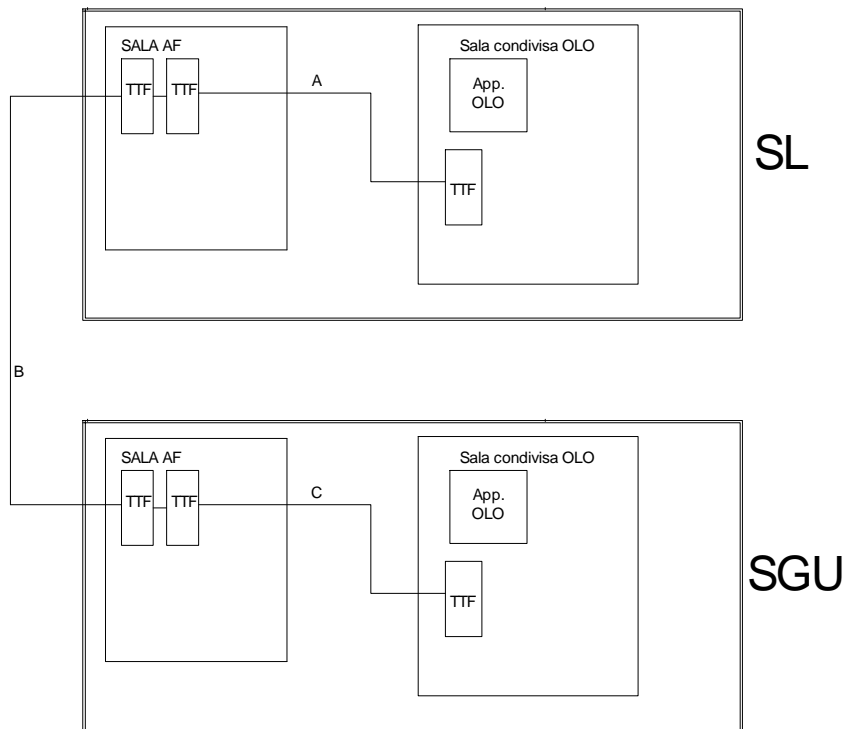 SALA AF
TTF
TTF
A
Sala condivisa OLO
App.
OLO
TTF
SL
B
SALA AF
TTF
TTF
C
Sala condivisa OLO
App.
OLO
TTF
SGU